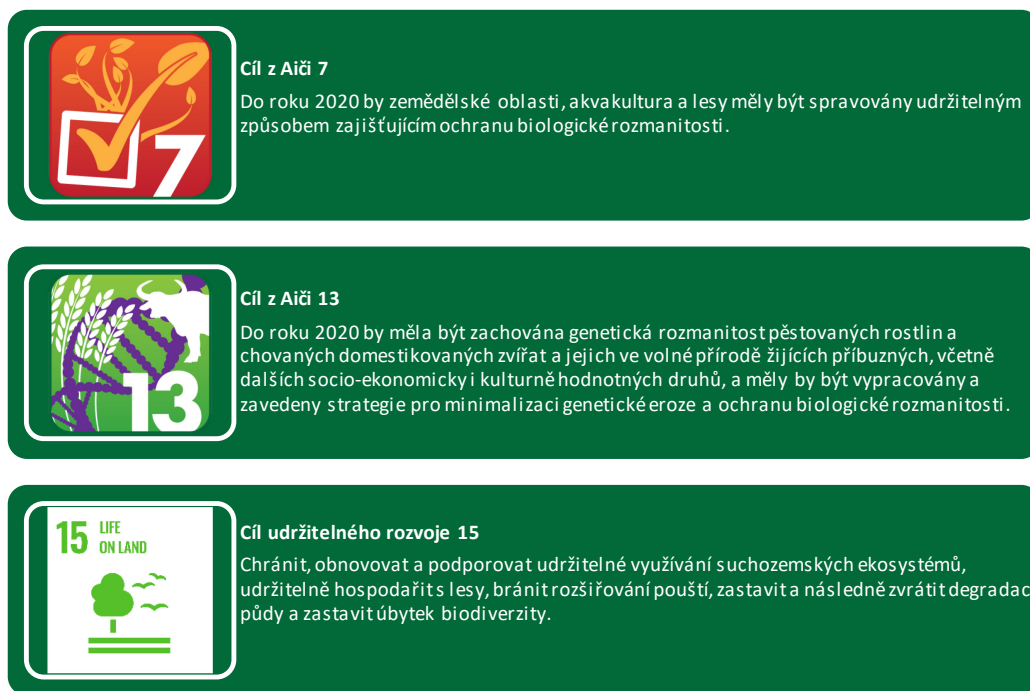 7
Cíl z Aiči 7
Do roku 2020 by zemědělské oblasti, akvakultura a lesy měly být spravovány udržitelným
způsobem zajišťujícím ochranu biologické rozmanitosti.
13
Cíl z Aiči 13
Do roku 2020 by měla být zachována genetická rozmanitost pěstovaných rostlin a
chovaných domestikovaných zvířat a jejich ve volné přírodě žijících příbuzných, včetně
dalších socio-ekonomicky i kulturně hodnotných druhů, a měly by být vypracovány a
zavedeny strategie pro minimalizaci genetické eroze a ochranu biologické rozmanitosti.
15 LIFE
ON LAND
Cíl udržitelného rozvoje 15
Chránit, obnovovat a podporovat udržitelné využívání suchozemských ekosystémů,
udržitelně hospodařit s lesy, bránit rozšiřování pouští, zastavit a následně zvrátit degradac
půdy a zastavit úbytek biodiverzity.